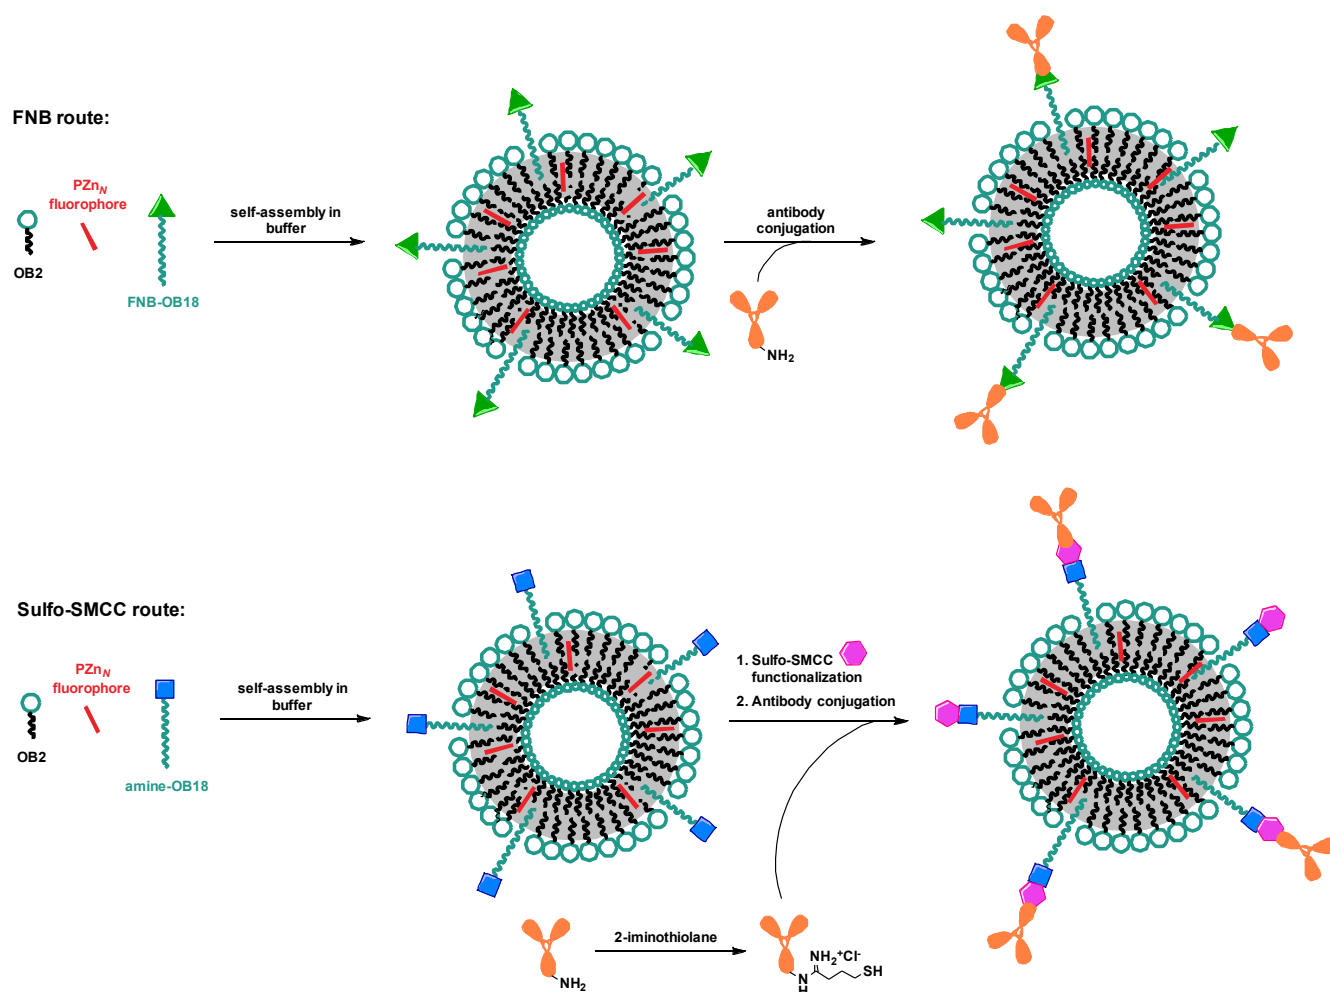 FNB route:
PZnN
fluorophore
OB2
FNB-OB18
self-assembly in
buffer
antibody
conjugation
NH2
Sulfo-SMCC route:
PZnN
fluorophore
OB2
amine-OB18
self-assembly in
buffer
1. Sulfo-SMCC
functionalization
2. Antibody conjugation
2-iminothiolane
NH2
NH2+Cl-
SH
N
H